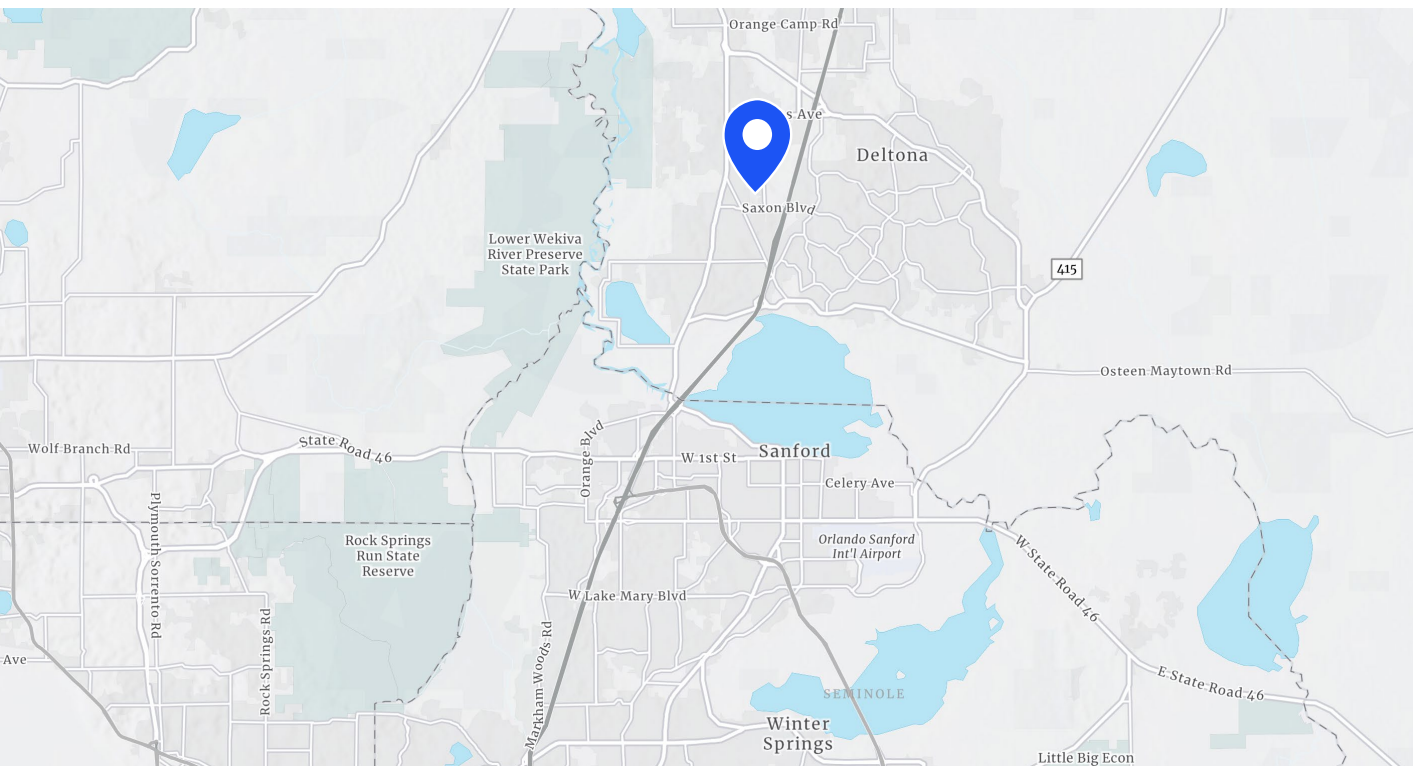 Orange Camp Rd
s Ave
Deltona
Saxon Blvd
Lower Wekiva
River Preserve
State Park
415
Osteen Maytown Rd
Wolf Branch Rd
State Road 46
Orange Blvd
W 1st St
Sanford
Celery Ave
Plymouth Sorrento Rd
Rock Springs
Run State
Reserve
Orlando Sanford
Int'l Airport
W State Road 46
W Lake Mary Blvd
Rock Springs Rd
Markham Woods Rd
Ave
E State Road 46
SEMINOLE
Winter
Springs
Little Big Econ